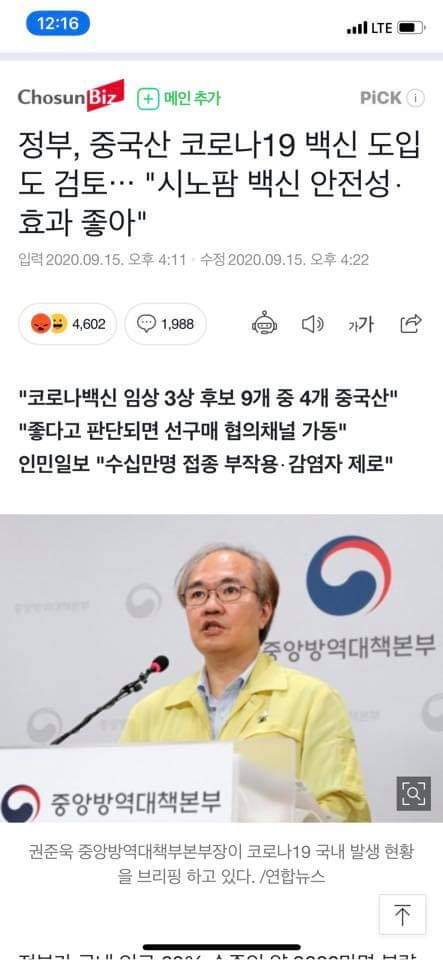 12:16
LTE
ChosunBiz
메인 추가
PiCK
정부, 중국산 코로나19 백신 도입
도 검토… "시노팜 백신 안전성·
효과 좋아"
입력 2020.09.15. 오후 4:11 · 수정 2020.09.15. 오후 4:22
4,602
1,988
가가
"코로나백신 임상 3상 후보 9개 중 4개 중국산"
"좋다고 판단되면 선구매 협의채널 가동"
인민일보 "수십만명 접종 부작용·감염자 제로"
중앙방역대책본부
중앙방역대책본부
권준욱 중앙방역대책부본부장이 코로나19 국내 발생 현황
을 브리핑 하고 있다. /연합뉴스